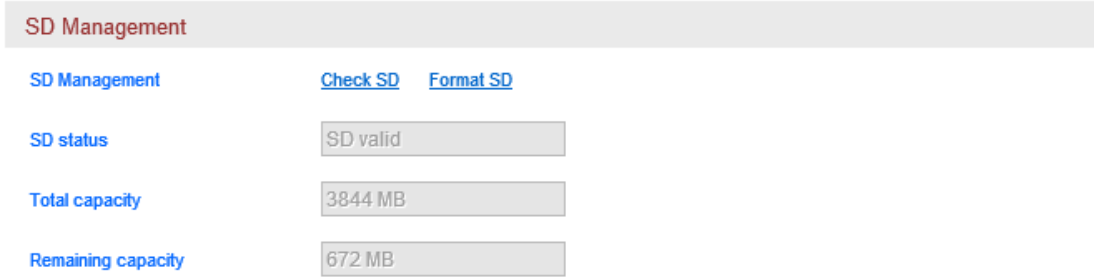 SD Management
SD Management Check SD Format SD
SD status SD valid
Total capacity 3844 MB
Remaining capacity 672 MB